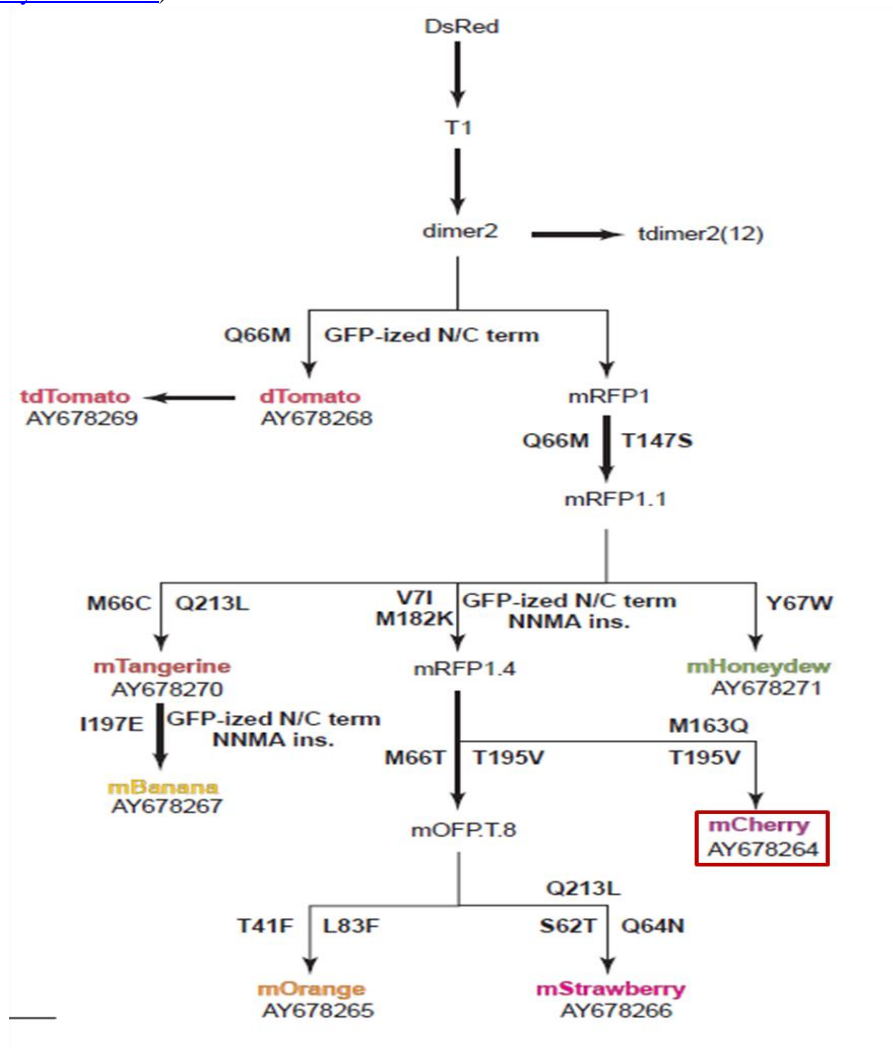 DsRed
T1
dimer2
tdimer2(12)
Q66M
GFP-ized N/C term
tdTomato
AY678269
dTomato
AY678268
mRFP1
Q66M
T147S
mRFP1.1
M66C
Q213L
V7I
M182K
GFP-ized N/C term
NNMA ins.
Y67W
mTangerine
AY678270
mRFP1.4
mHoneydew
AY678271
I197E
GFP-ized N/C term
NNMA ins.
M66T
T195V
M163Q
T195V
mBanana
AY678267
mOFP.T.8
mCherry
AY678264
T41F
L83F
Q213L
S62T
Q64N
mOrange
AY678265
mStrawberry
AY678266